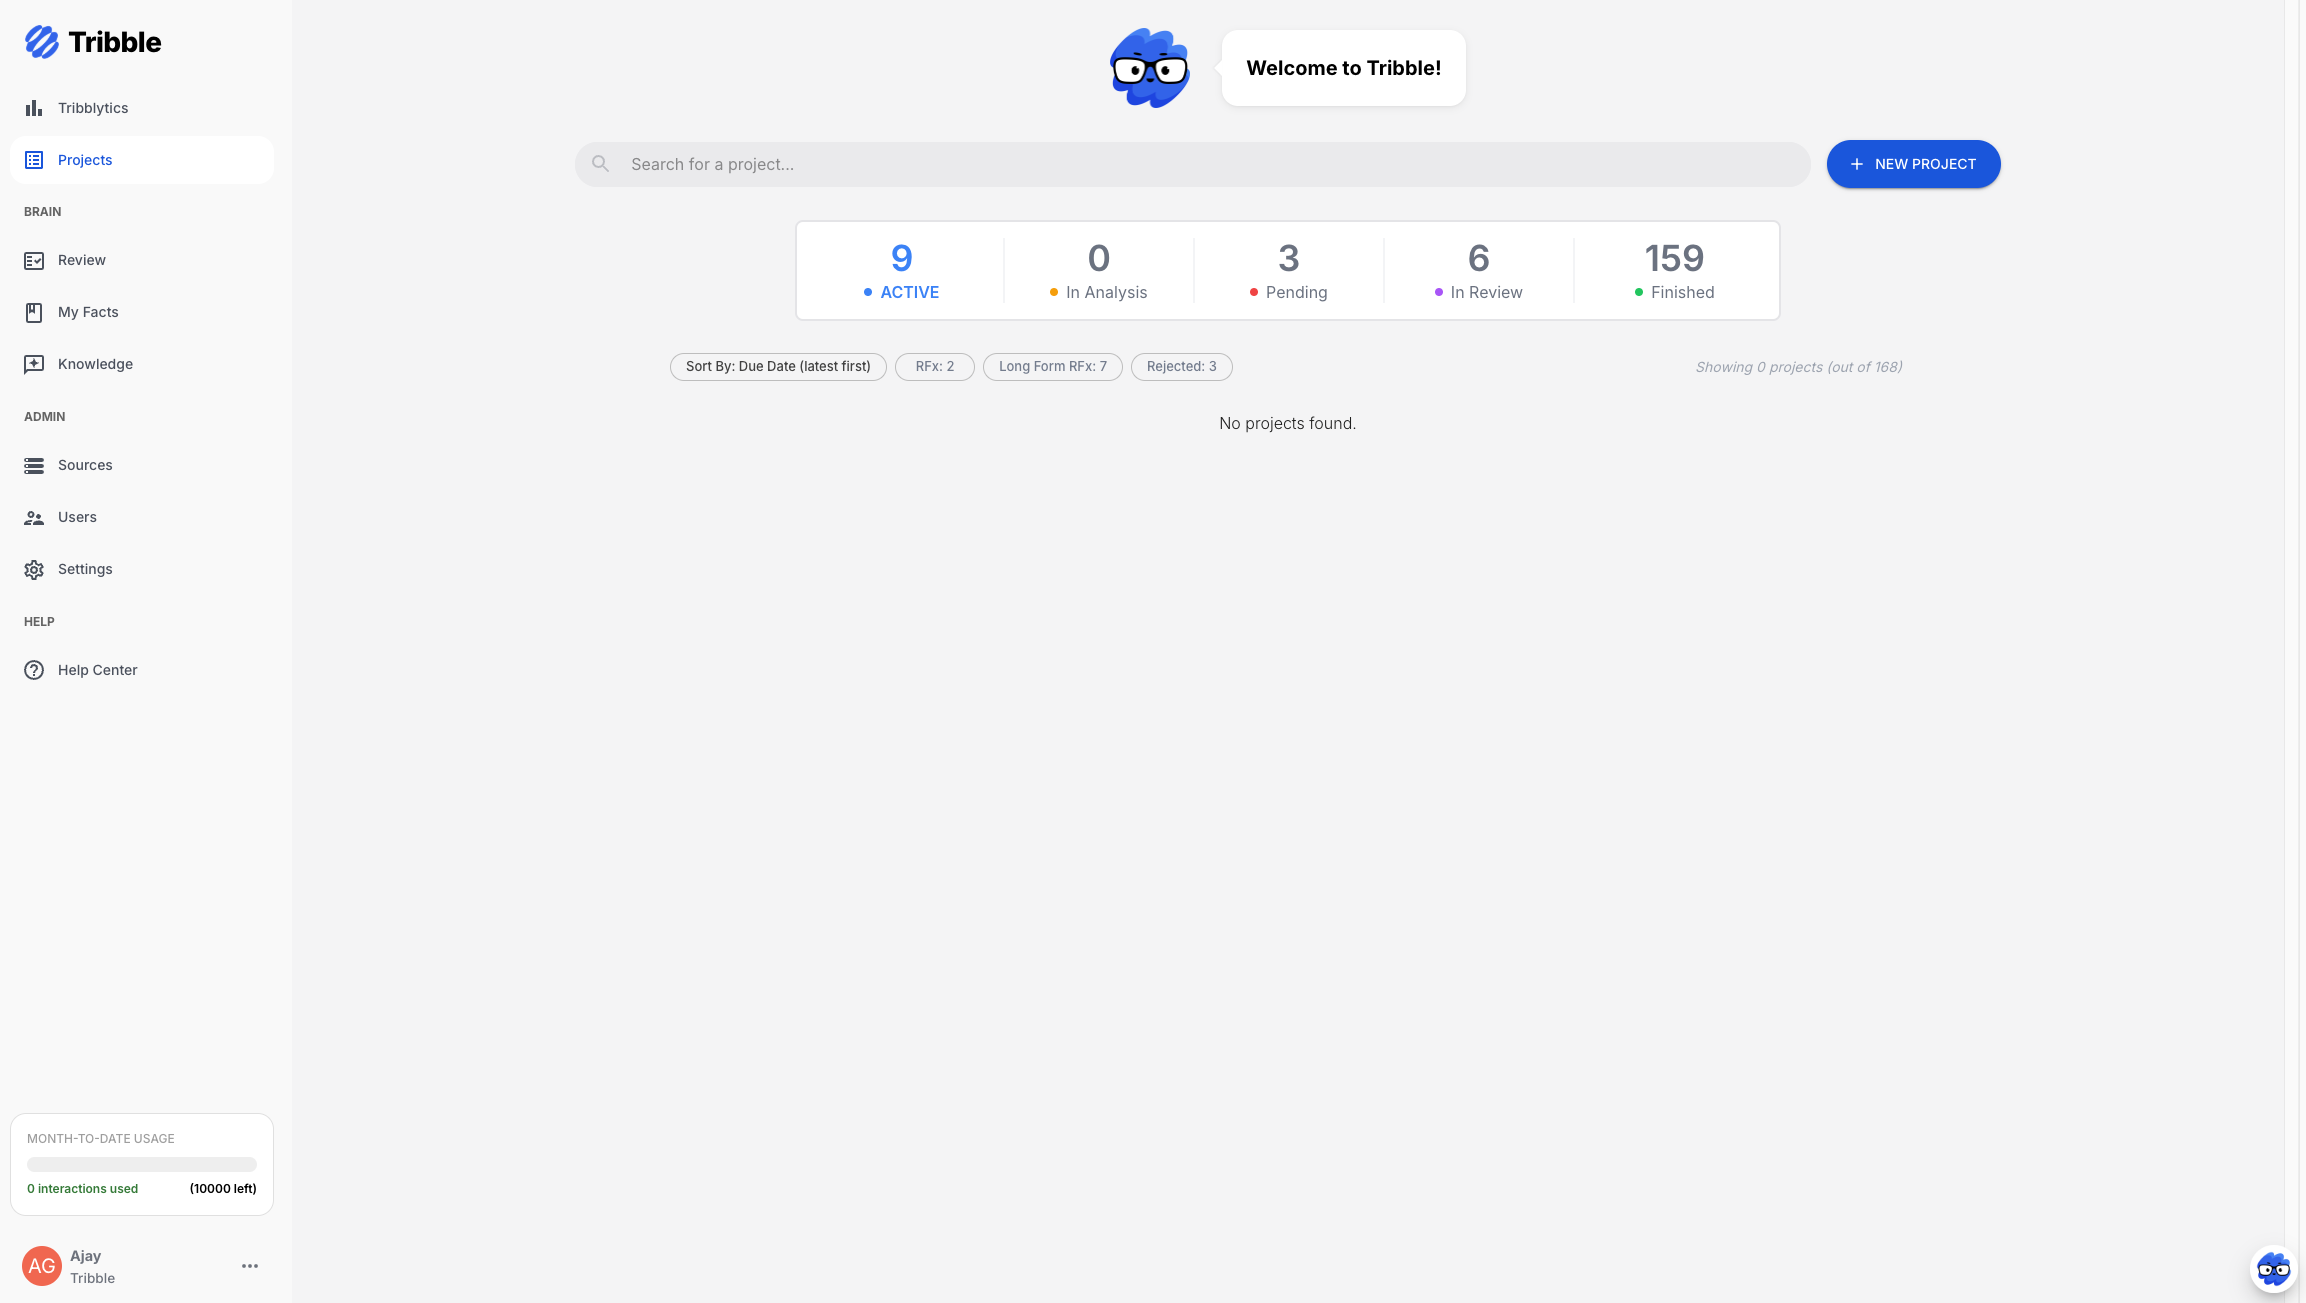 Tribble
Tribblytics
Projects
BRAIN
Review
My Facts
Knowledge
ADMIN
Sources
Users
Settings
HELP
Help Center
MONTH-TO-DATE USAGE
0 interactions used (10000 left)
AG
Ajay
Tribble
Welcome to Tribble!
Search for a project...
+ NEW PROJECT
9 0 3 6 159
ACTIVE In Analysis Pending In Review Finished
Sort By: Due Date (latest first) RFx: 2 Long Form RFx: 7 Rejected: 3 Showing 0 projects (out of 168)
No projects found.